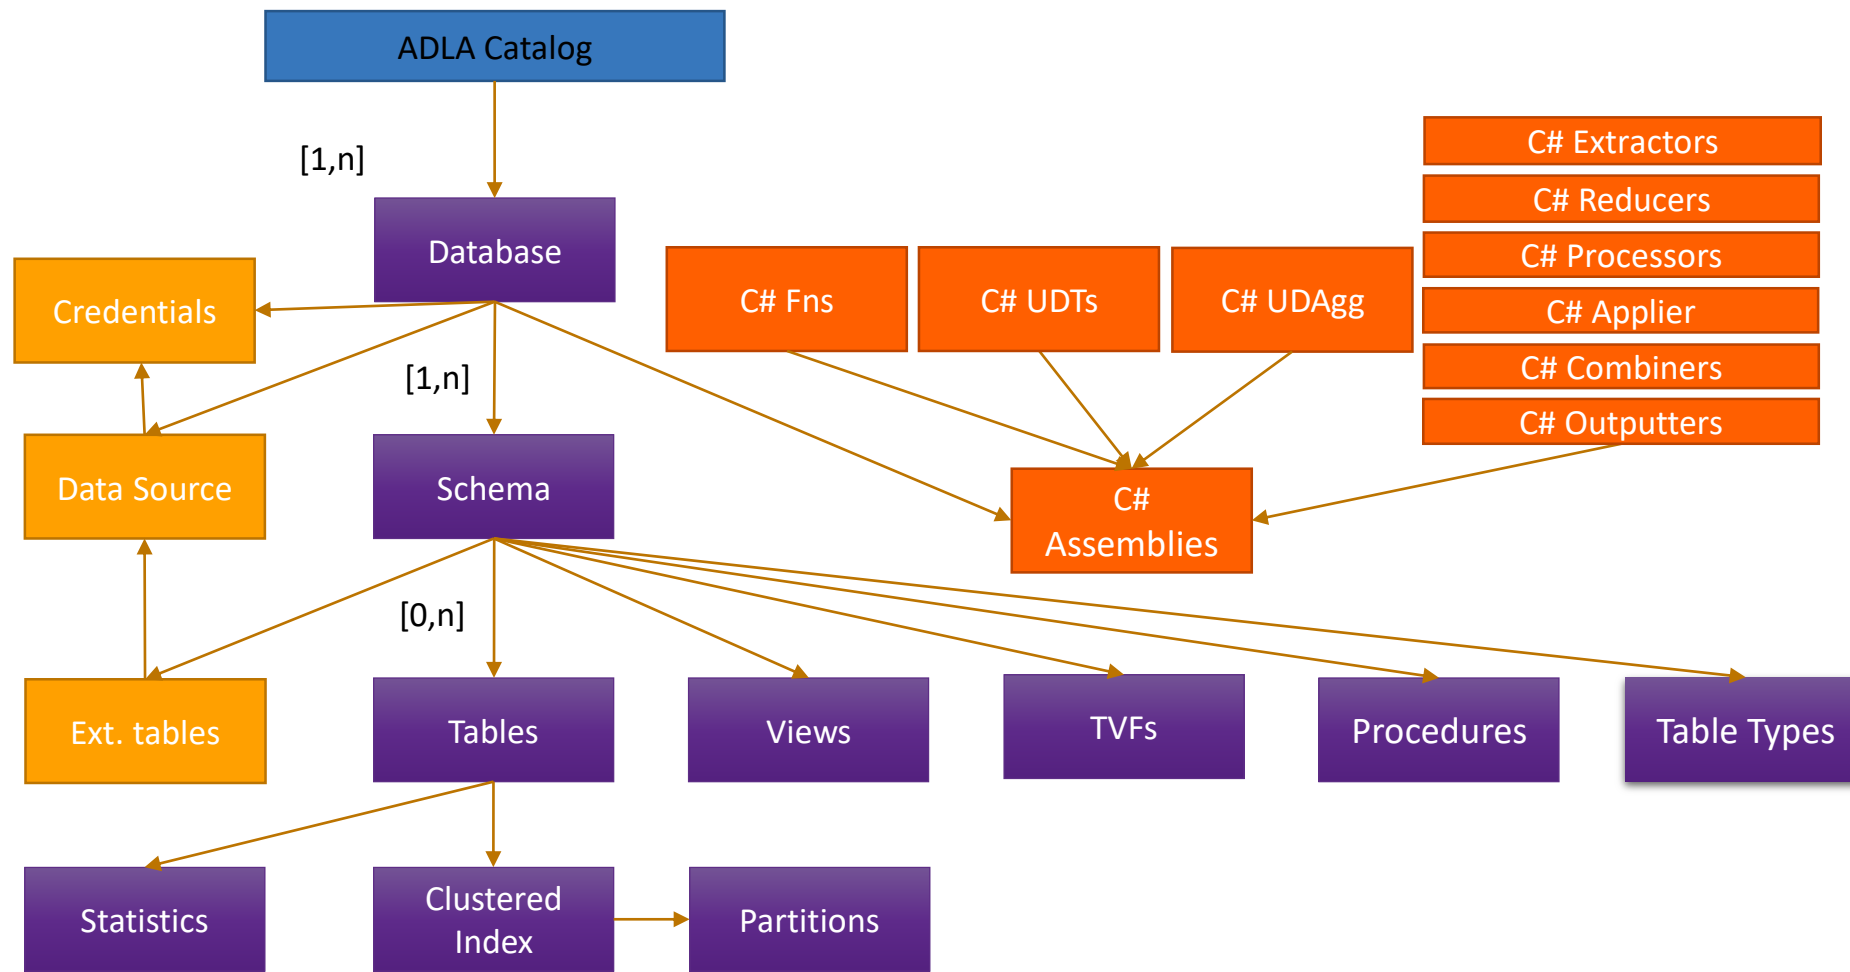 ADLA Catalog
[1,n]
Database
Credentials
[1,n]
Data Source
Schema
C# Fns
C# UDTs
C# UDAgg
C# Extractors
C# Reducers
C# Processors
C# Applier
C# Combiners
C# Outputters
C#
Assemblies
[0,n]
Ext. tables
Tables
Views
TVFs
Procedures
Table Types
Statistics
Clustered
Index
Partitions